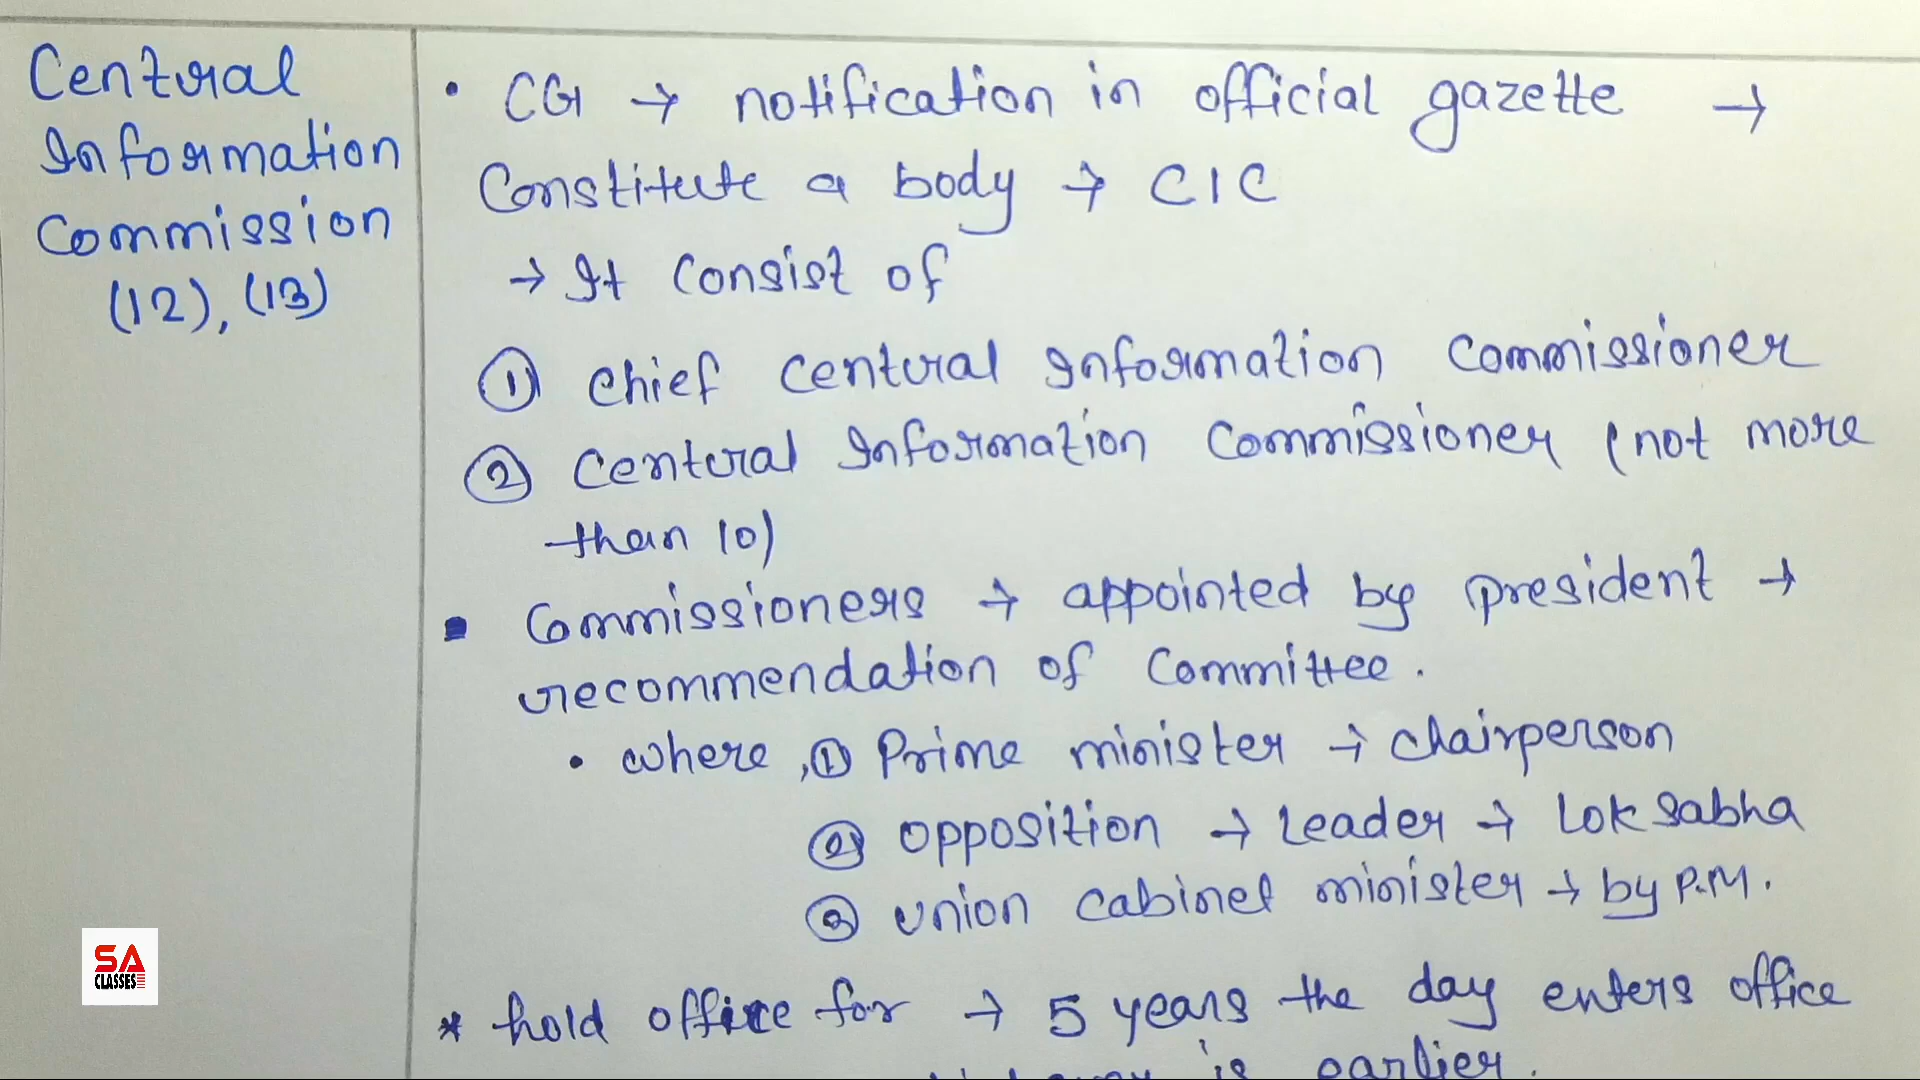 Central
Information
Commission
(12), (13)
• CG → notification in official gazette →
Constitute a body → CIC
→ It consist of
① Chief Central Information Commissioner
② Central Information Commissioner (not more
than 10)
▪ Commissioners → appointed by president →
recommendation of Committee.
• where, ① Prime minister → chairperson
② opposition → Leader → Lok Sabha
③ union cabinet minister → by P.M.
* hold office for → 5 years the day enters office
is earlier.
SA
CLASSES